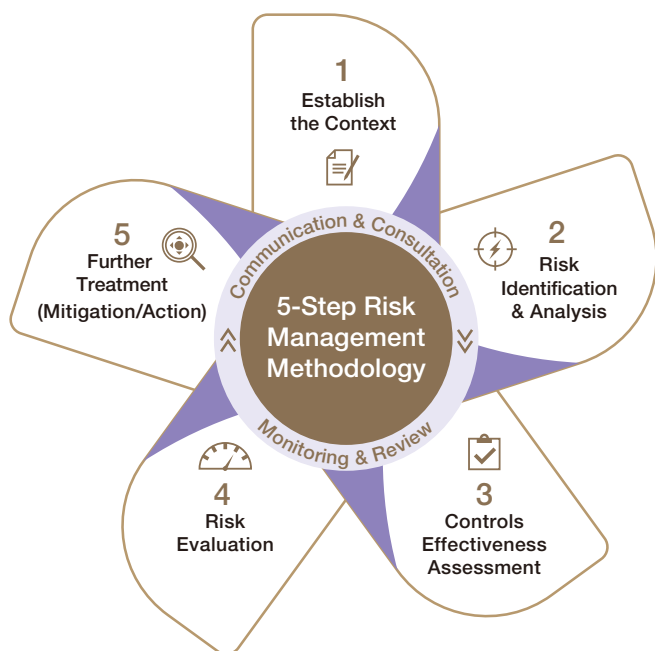 1
Establish
the Context
2
Risk
Identification
& Analysis
3
Controls
Effectiveness
Assessment
4
Risk
Evaluation
5
Further
Treatment
(Mitigation/Action)
Communication & Consultation
5-Step Risk
Management
Methodology
Monitoring & Review